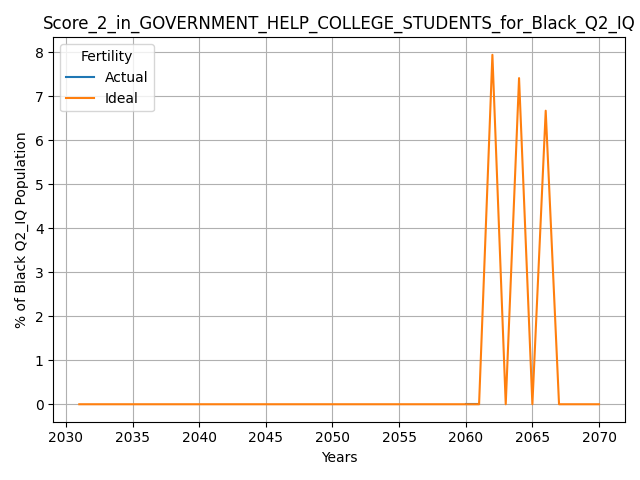 Score_2_in_GOVERNMENT_HELP_COLLEGE_STUDENTS_for_Black_Q2_IQ
Fertility
Actual
Ideal
% of Black Q2_IQ Population
8
7
6
5
4
3
2
1
0
2030 2035 2040 2045 2050 2055 2060 2065 2070
Years